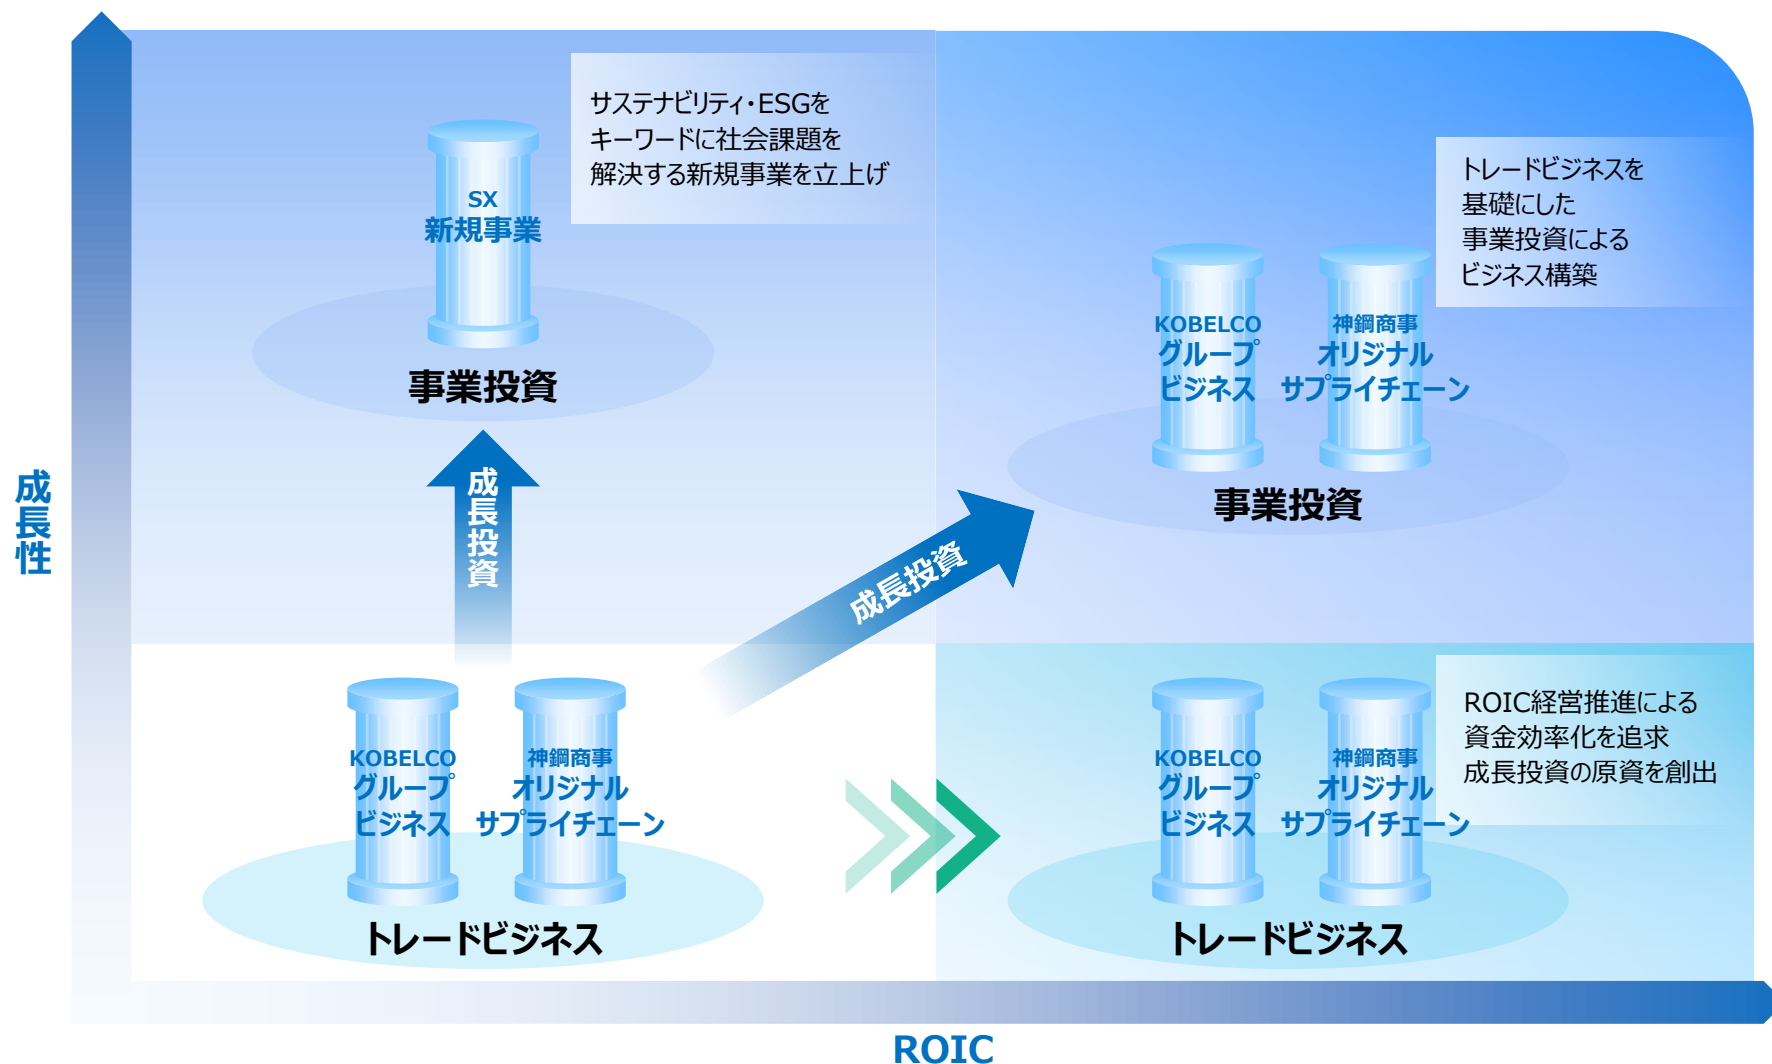 サステナビリティ・ESGを
キーワードに社会課題を
解決する新規事業を立上げ
SX
新規事業
事業投資
トレードビジネスを
基礎にした
事業投資による
ビジネス構築
KOBELCO
グループ
ビジネス
神鋼商事
オリジナル
サプライチェーン
事業投資
成長性
成長投資
成長投資
KOBELCO
グループ
ビジネス
神鋼商事
オリジナル
サプライチェーン
トレードビジネス
KOBELCO
グループ
ビジネス
神鋼商事
オリジナル
サプライチェーン
トレードビジネス
ROIC経営推進による
資金効率化を追求
成長投資の原資を創出
ROIC